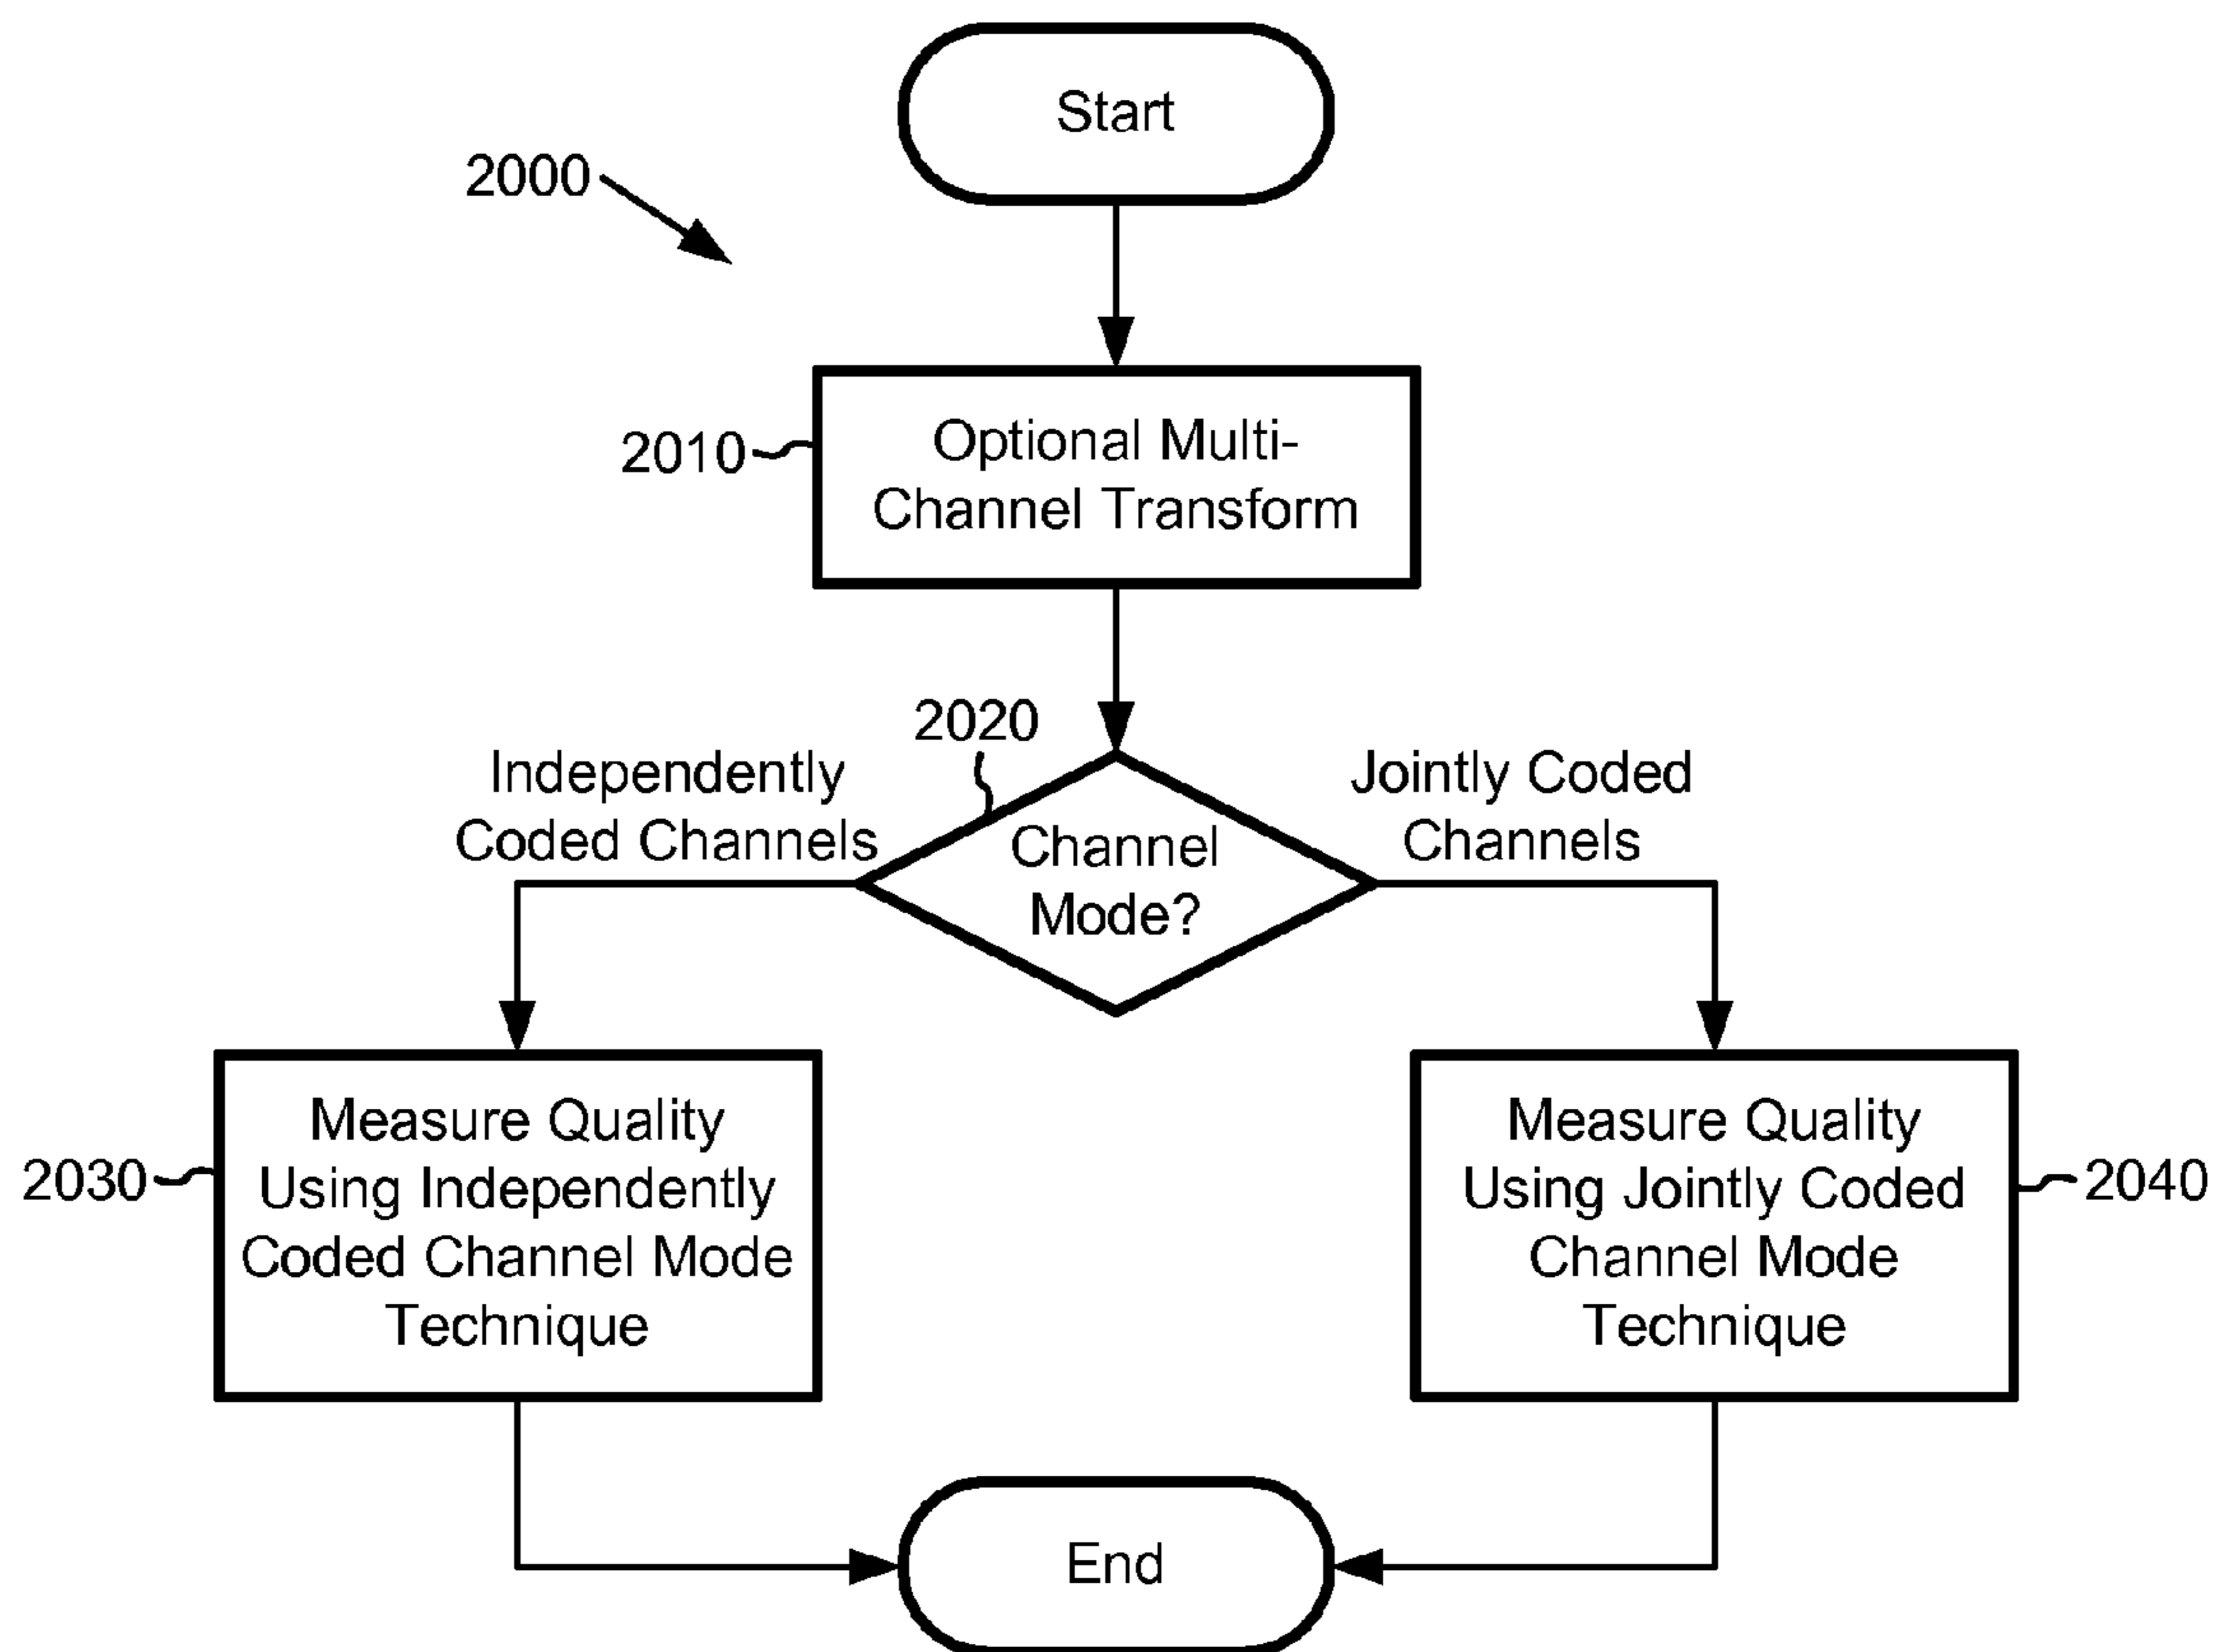 Start
2000
2010
Optional Multi-
Channel Transform
2020
Independently
Coded Channels
Channel
Mode?
Jointly Coded
Channels
2030
Measure Quality
Using Independently
Coded Channel Mode
Technique
Measure Quality
Using Jointly Coded
Channel Mode
Technique
2040
End